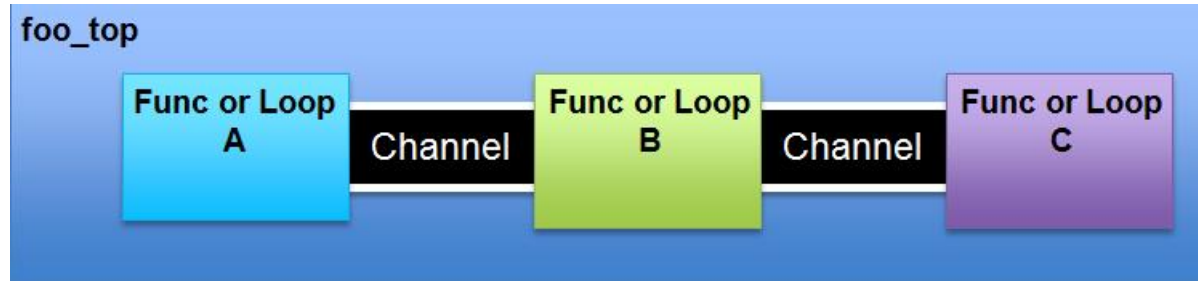 foo_top
Func or Loop
A
Channel
Func or Loop
B
Channel
Func or Loop
C